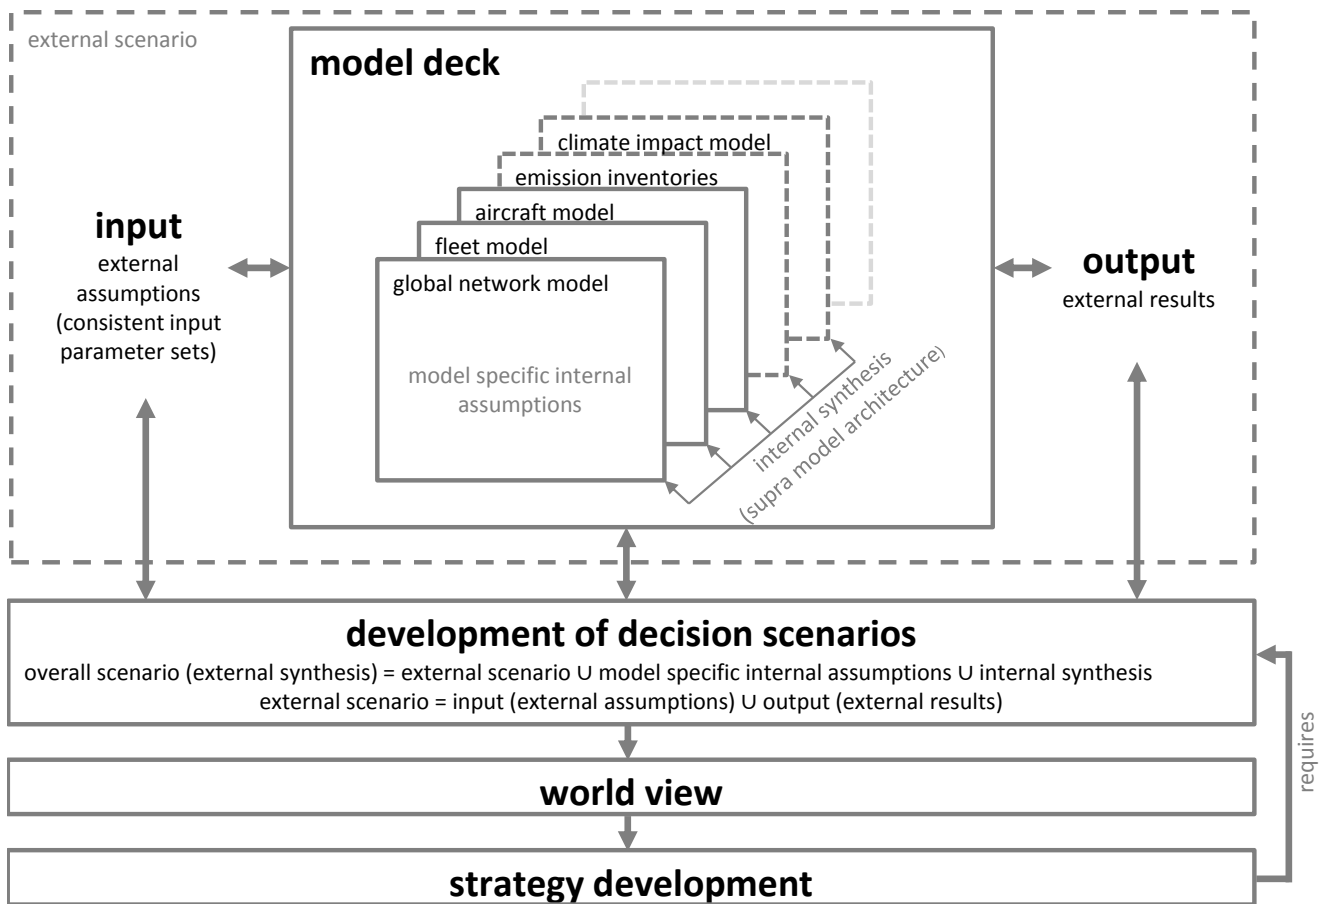 external scenario
model deck
climate impact model
emission inventories
aircraft model
fleet model
global network model
model specific internal
assumptions
internal synthesis
(supra model architecture)
input
external
assumptions
(consistent input
parameter sets)
output
external results
development of decision scenarios
overall scenario (external synthesis) = external scenario ∪ model specific internal assumptions ∪ internal synthesis
external scenario = input (external assumptions) ∪ output (external results)
requires
world view
strategy development